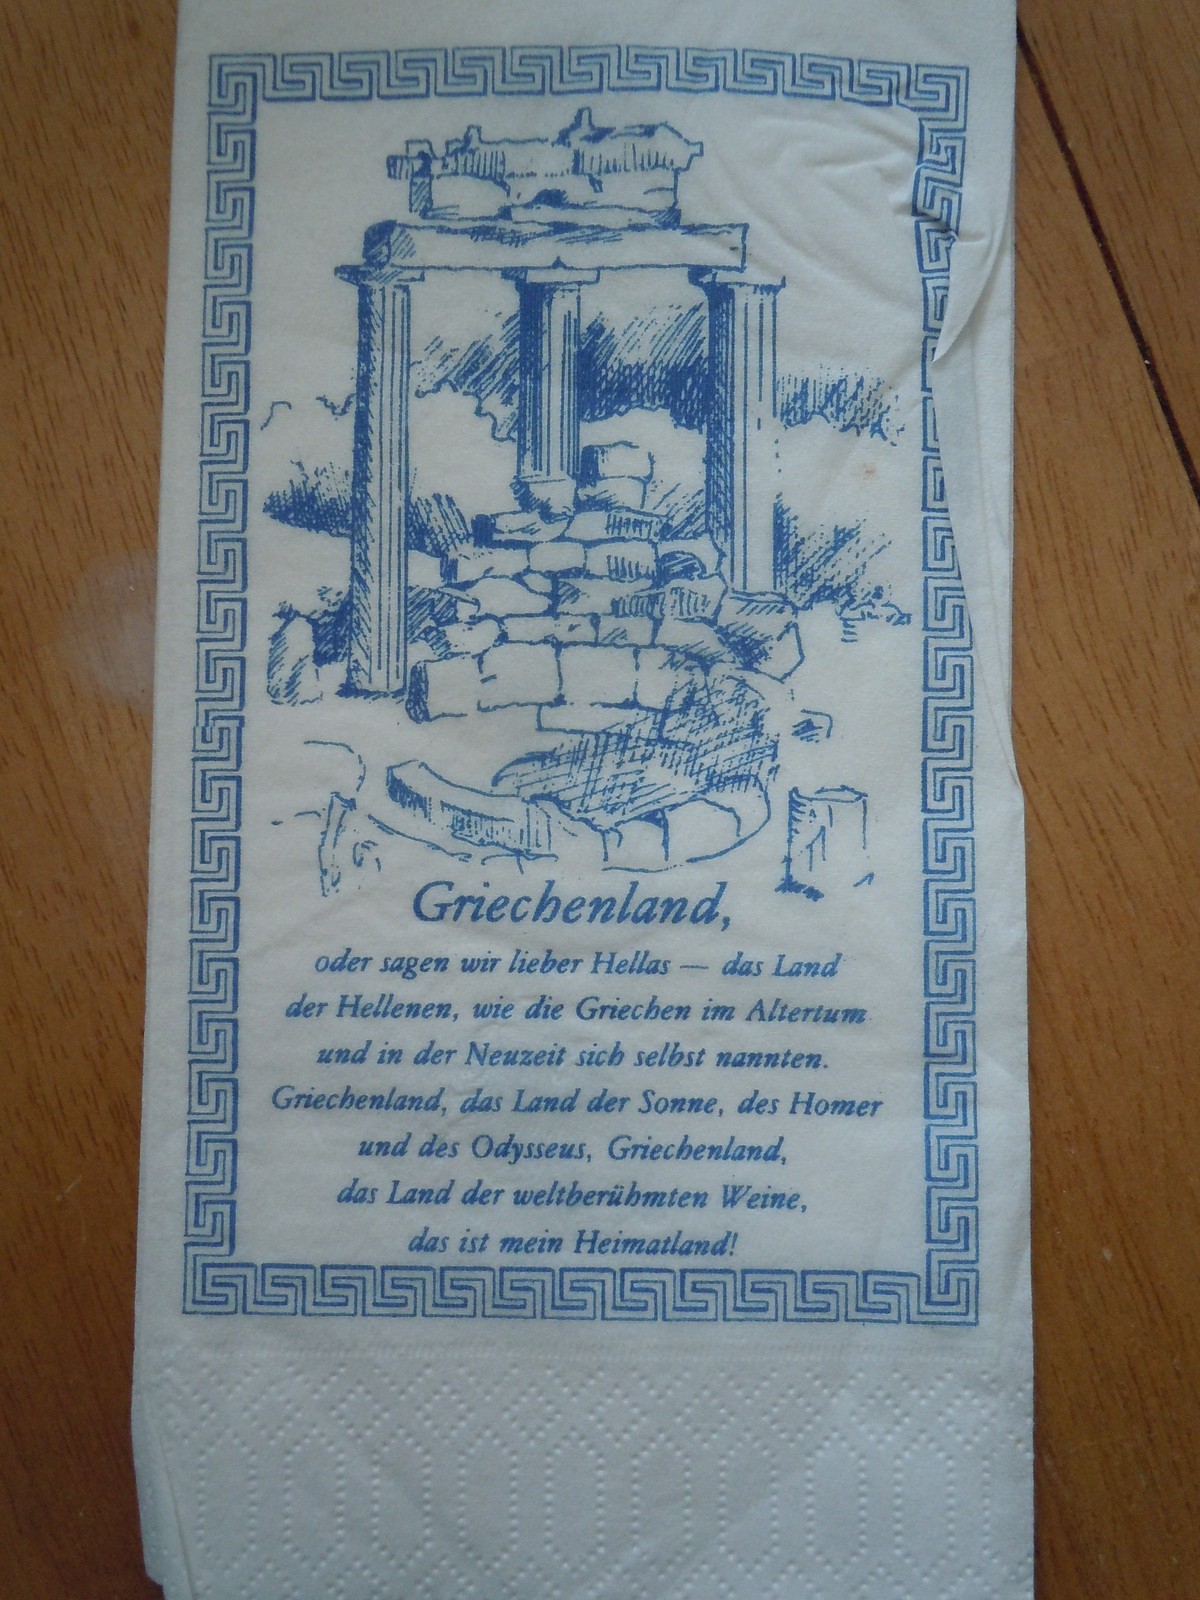 Griechenland,
oder sagen wir lieber Hellas — das Land
der Hellenen, wie die Griechen im Altertum
und in der Neuzeit sich selbst nannten.
Griechenland, das Land der Sonne, des Homer
und des Odysseus, Griechenland,
das Land der weltberühmten Weine,
das ist mein Heimatland!